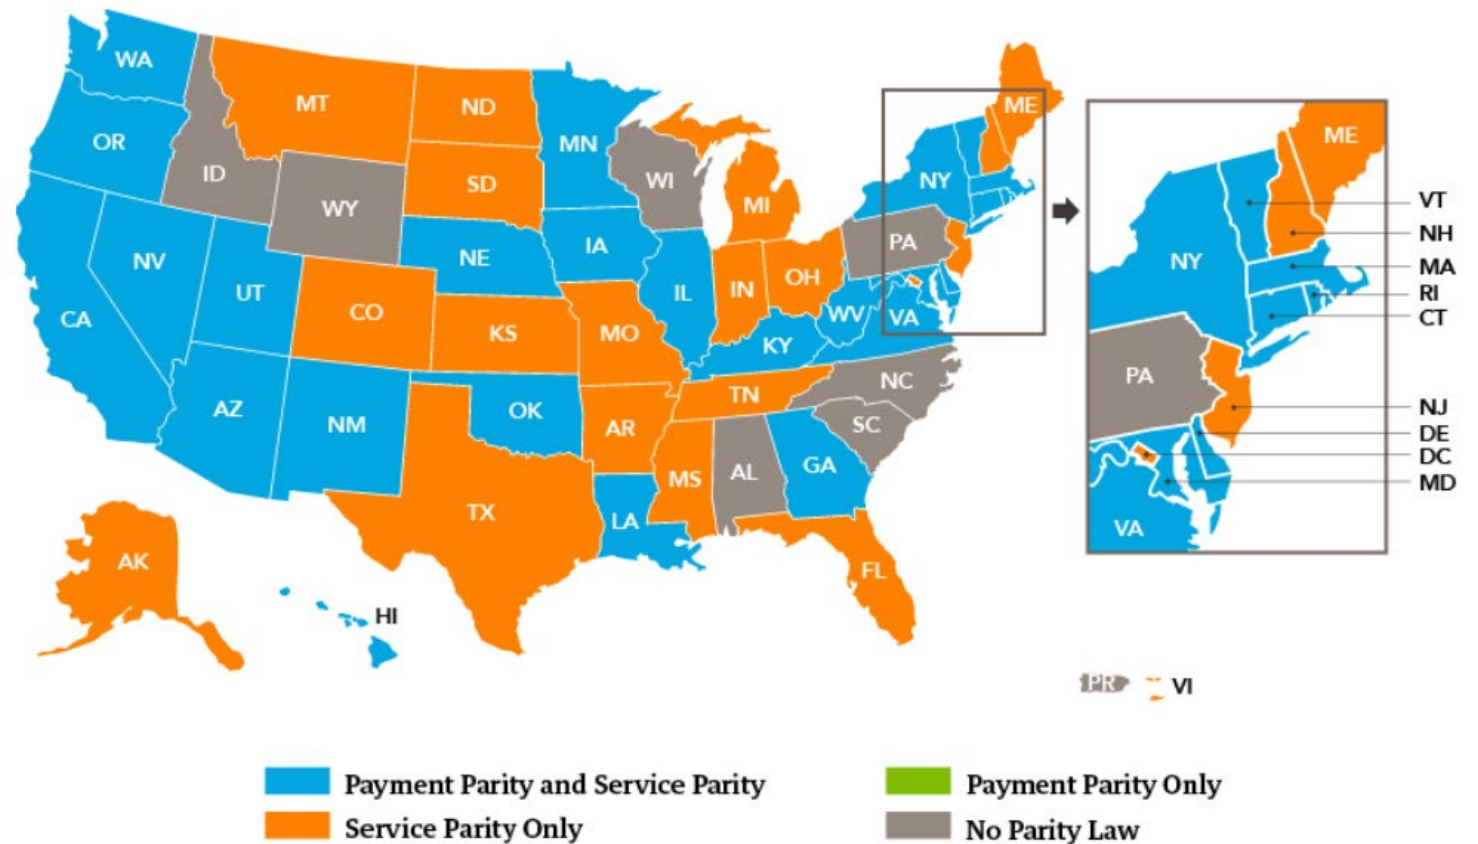 WA
MT
ND
MN
OR
ID
SD
WI
MI
NY
ME
WY
NV
NE
IA
PA
UT
CO
IL
IN
OH
CA
KS
MO
WV
VA
KY
AZ
NM
OK
TN
NC
AR
SC
MS
AL
GA
TX
LA
AK
FL
HI
ME
VT
NH
NY
MA
RI
CT
PA
NJ
DE
DC
MD
VA
PR
VI
Payment Parity and Service Parity
Payment Parity Only
Service Parity Only
No Parity Law